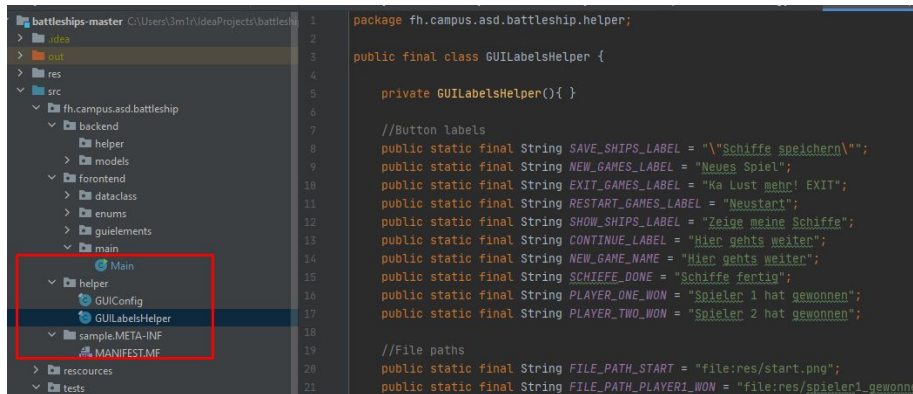 battleships-master C:\Users\3m1r\IdeaProjects\battleshi
.idea
out
res
src
fh.campus.asd.battleship
backend
helper
models
forontend
dataclass
enums
guielements
main
Main
helper
GUIConfig
GUILabelsHelper
sample.META-INF
MANIFEST.MF
rescources
tests
1 package fh.campus.asd.battleship.helper;
2
3 public final class GUILabelsHelper {
4
5 private GUILabelsHelper(){ }
6
7 //Button labels
8 public static final String SAVE_SHIPS_LABEL = "\"Schiffe speichern\"";
9 public static final String NEW_GAMES_LABEL = "Neues Spiel";
10 public static final String EXIT_GAMES_LABEL = "Ka Lust mehr! EXIT";
11 public static final String RESTART_GAMES_LABEL = "Neustart";
12 public static final String SHOW_SHIPS_LABEL = "Zeige meine Schiffe";
13 public static final String CONTINUE_LABEL = "Hier gehts weiter";
14 public static final String NEW_GAME_NAME = "Hier gehts weiter";
15 public static final String SCHIEFE_DONE = "Schiffe fertig";
16 public static final String PLAYER_ONE_WON = "Spieler 1 hat gewonnen";
17 public static final String PLAYER_TWO_WON = "Spieler 2 hat gewonnen";
18
19 //File paths
20 public static final String FILE_PATH_START = "file:res/start.png";
21 public static final String FILE_PATH_PLAYER1_WON = "file:res/spieler1_gewonne